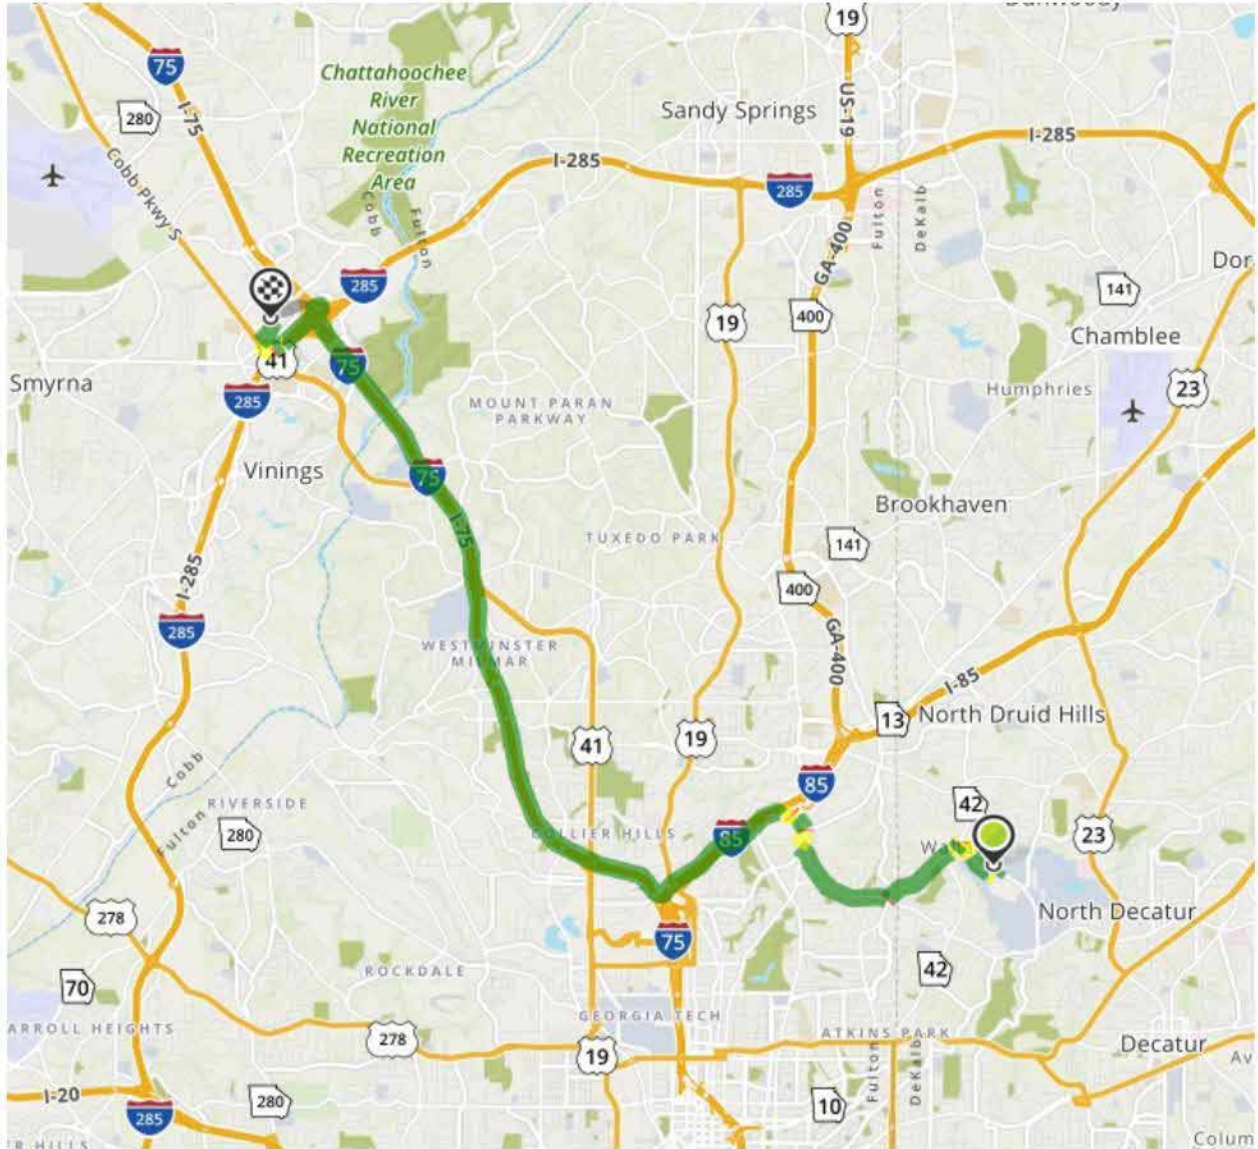 Dunwoody
19
75
I-75
280
Chattahoochee
River
National
Recreation
Area
Sandy Springs
US-19
I-285
I-285
Cobb Pkwy S
285
Cobb
Fulton
Fulton
DeKalb
GA-400
285
Dor
141
400
19
Chamblee
41
75
Smyrna
285
Humphries
23
MOUNT PARAN
PARKWAY
Vinings
75
Brookhaven
I-75
TUXEDO PARK
141
I-285
400
285
GA-400
WESTMINSTER
MILMAR
I-85
13
North Druid Hills
41
19
Cobb
85
RIVERSIDE
42
Fulton
280
COLLIER HILLS
85
23
278
North Decatur
75
42
70
ROCKDALE
GEORGIA TECH
ARROLL HEIGHTS
278
ATKINS PARK
19
Decatur
Av
Fulton
DeKalb
I-20
280
285
10
Colum
R HILLS